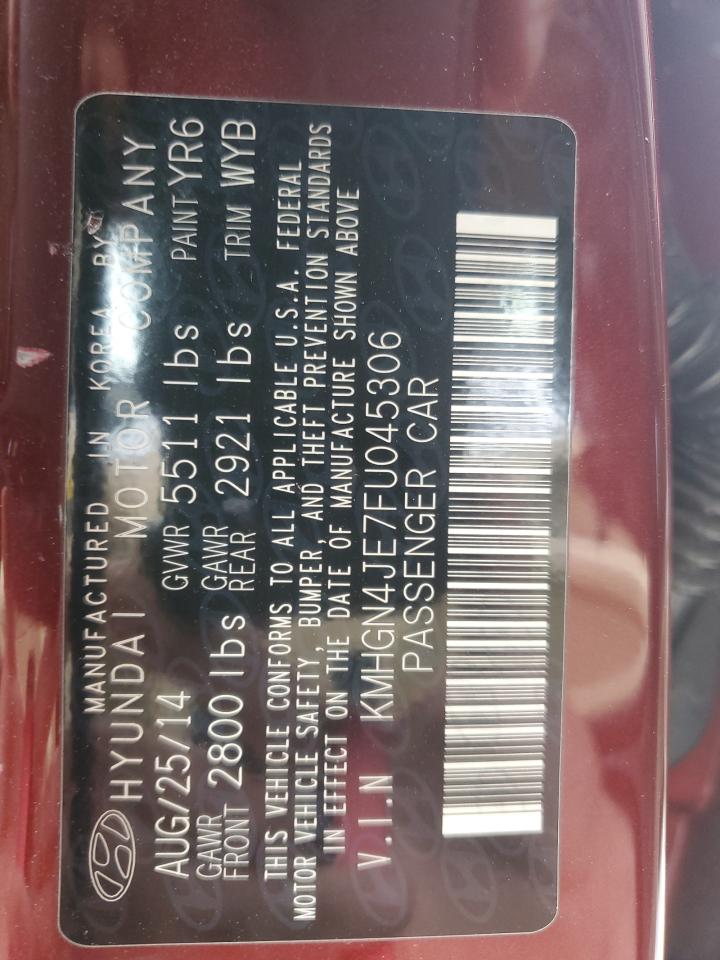 MANUFACTURED IN KOREA BY
HYUNDAI MOTOR COMPANY
AUG/25/14 GVWR 5511 lbs PAINT YR6
GAWR FRONT 2800 lbs GAWR REAR 2921 lbs TRIM WYB
THIS VEHICLE CONFORMS TO ALL APPLICABLE U.S.A. FEDERAL
MOTOR VEHICLE SAFETY, BUMPER, AND THEFT PREVENTION STANDARDS
IN EFFECT ON THE DATE OF MANUFACTURE SHOWN ABOVE
V.I.N KMHGN4JE7FU045306
PASSENGER CAR